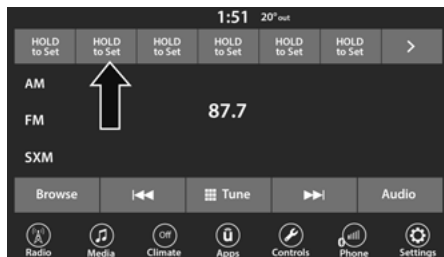 1:51 20° out
HOLD to Set HOLD to Set HOLD to Set HOLD to Set HOLD to Set HOLD to Set >
AM
87.7
FM
SXM
Browse Tune Audio
Off ū
Radio Media Climate Apps Controls Phone Settings